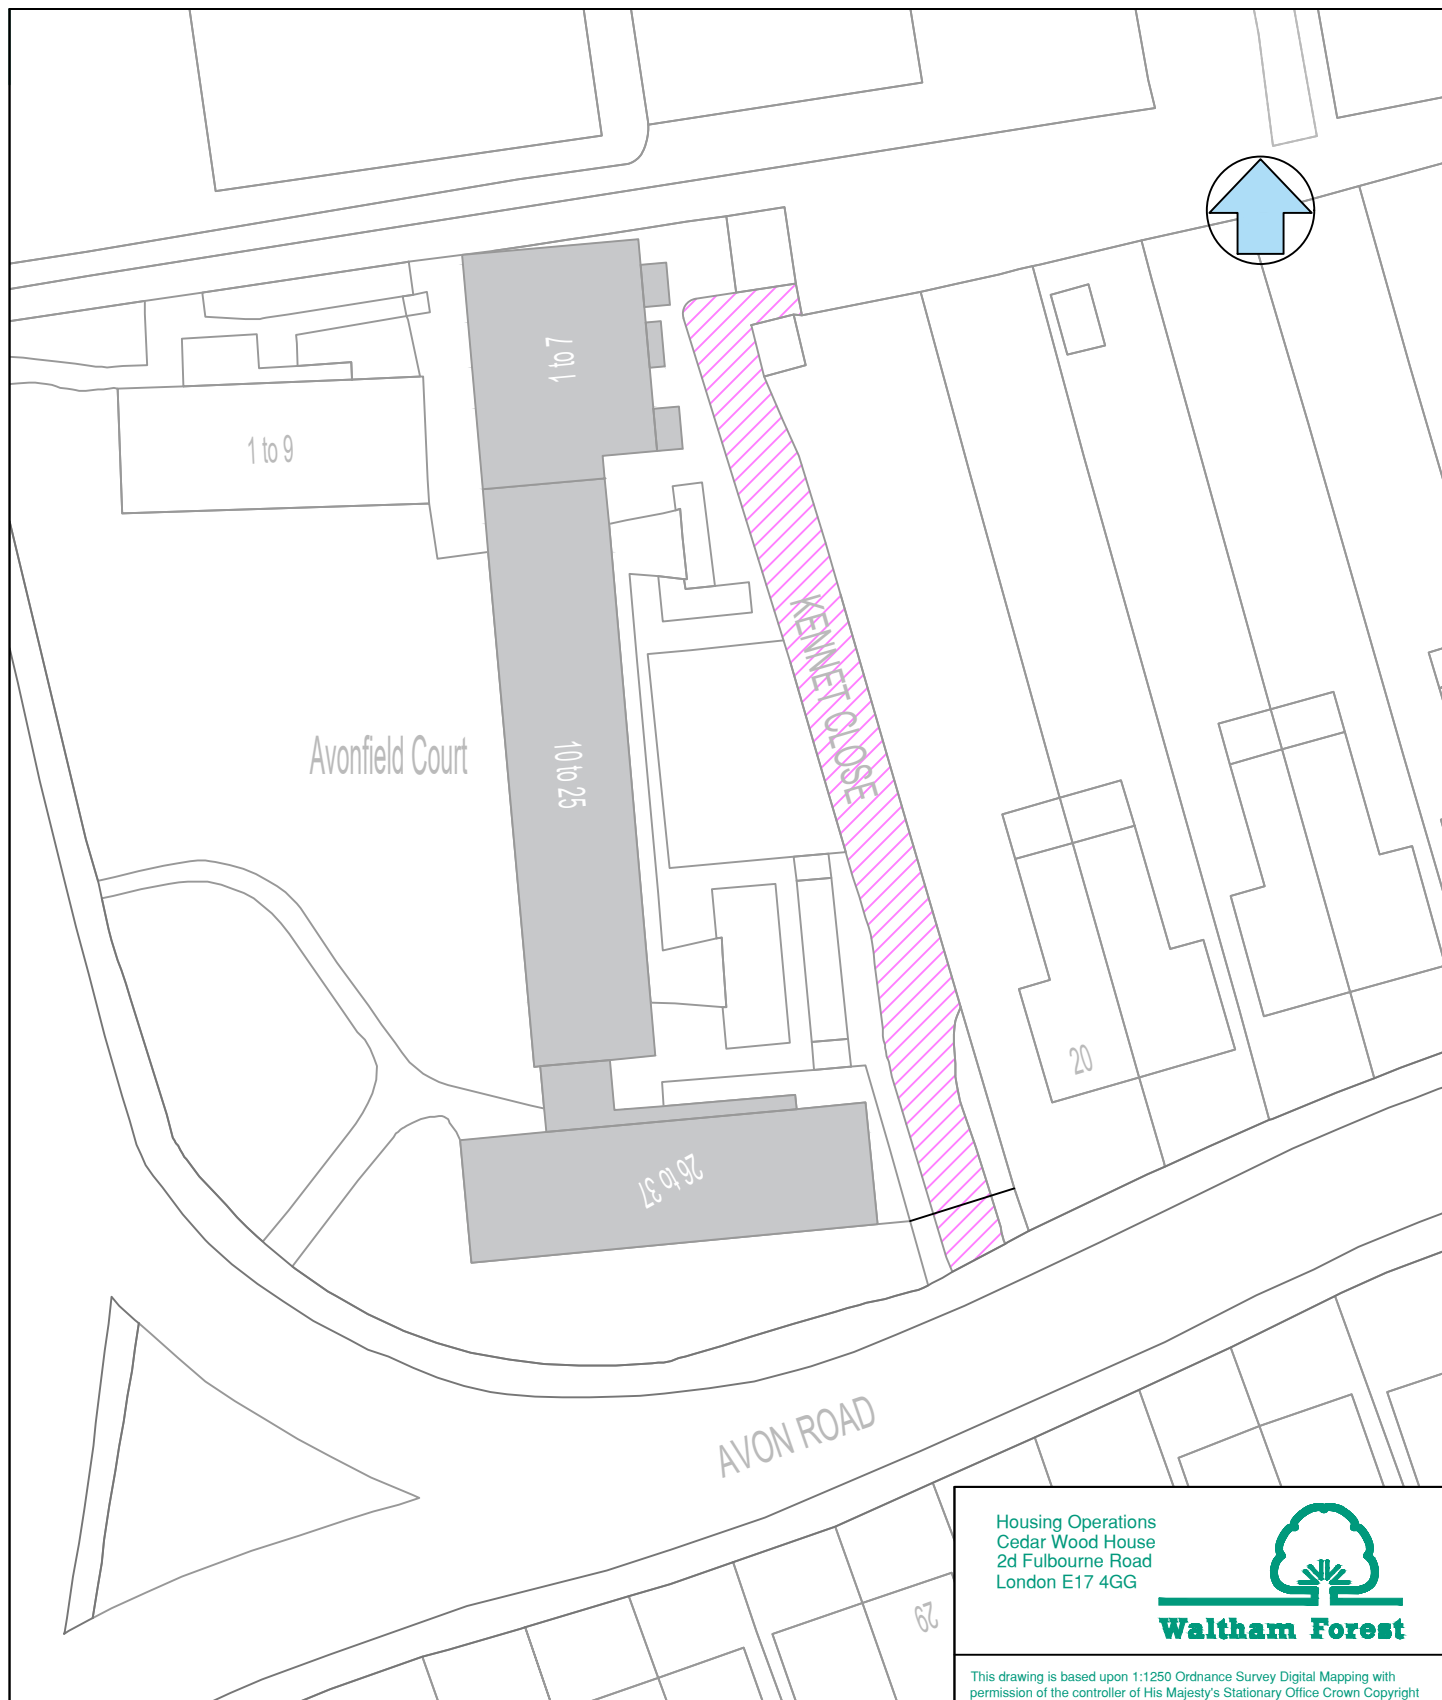 1 to 7
1 to 9
KENNET CLOSE
Avonfield Court
10 to 25
20
26 to 37
AVON ROAD
29
Housing Operations
Cedar Wood House
2d Fulbourne Road
London E17 4GG
Waltham Forest
This drawing is based upon 1:1250 Ordnance Survey Digital Mapping with
permission of the controller of His Majesty's Stationary Office Crown Copyright